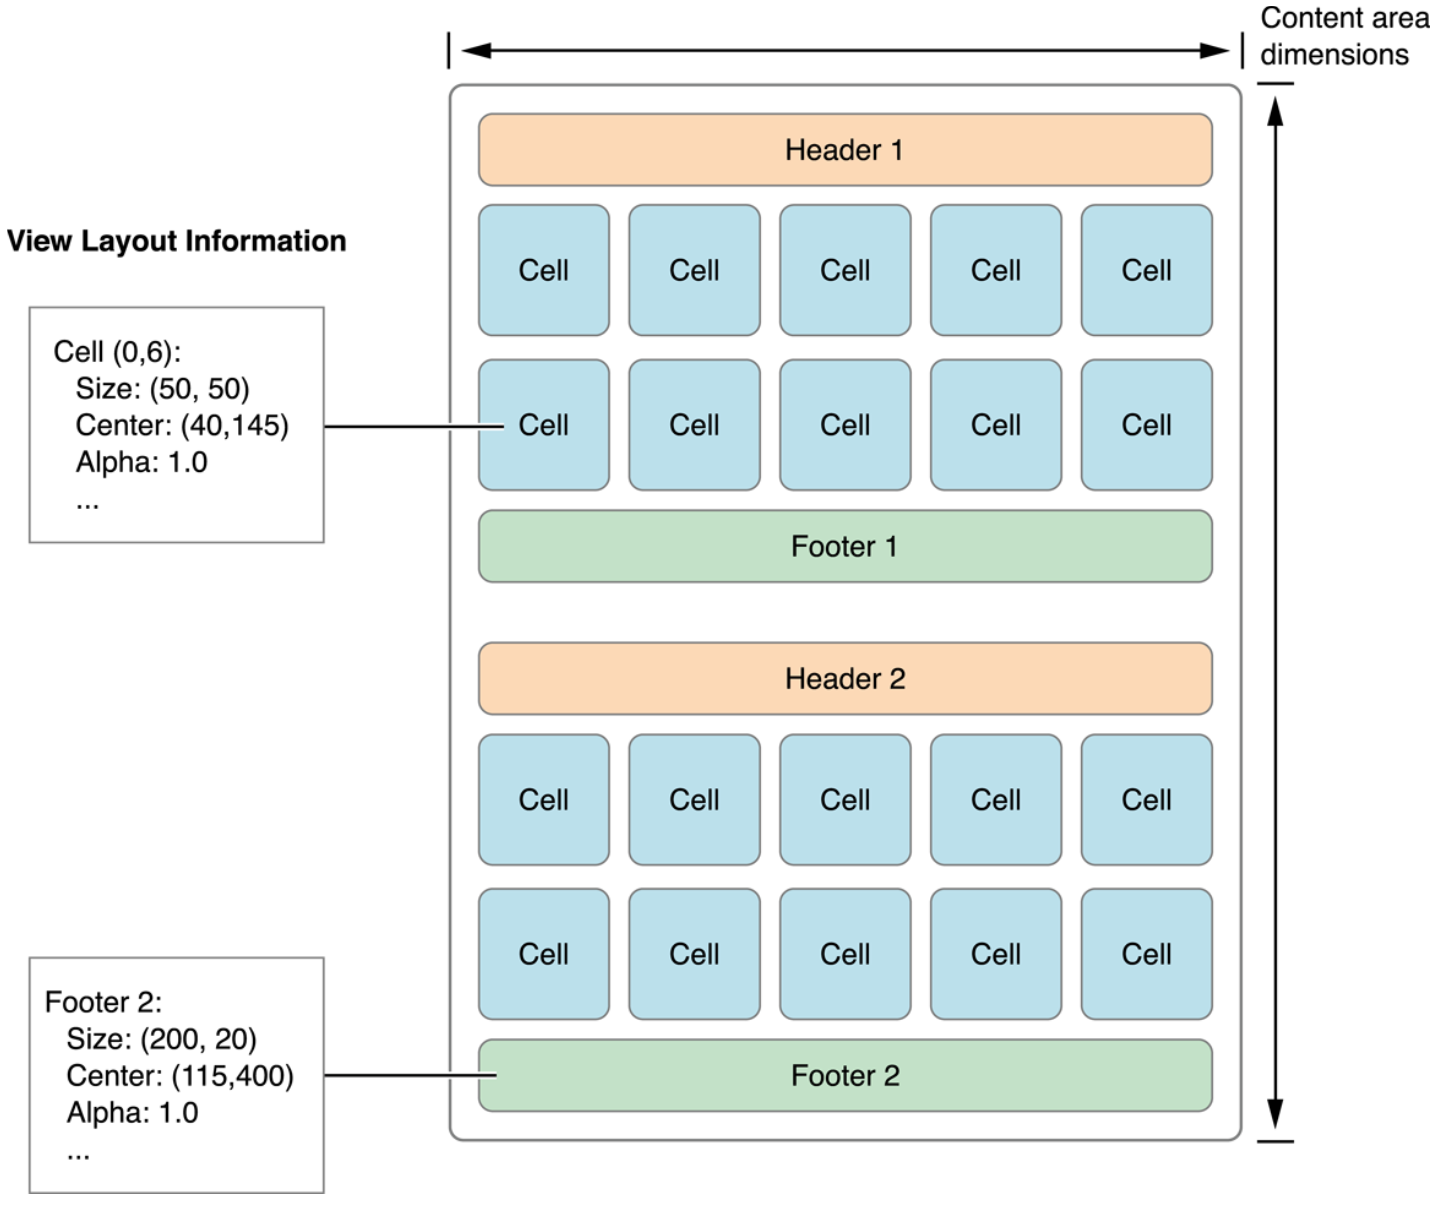 Content area
dimensions
Header 1
Cell Cell Cell Cell Cell
View Layout Information
Cell (0,6):
Size: (50, 50)
Center: (40,145)
Alpha: 1.0
...
Cell Cell Cell Cell Cell
Footer 1
Header 2
Cell Cell Cell Cell Cell
Cell Cell Cell Cell Cell
Footer 2:
Size: (200, 20)
Center: (115,400)
Alpha: 1.0
...
Footer 2